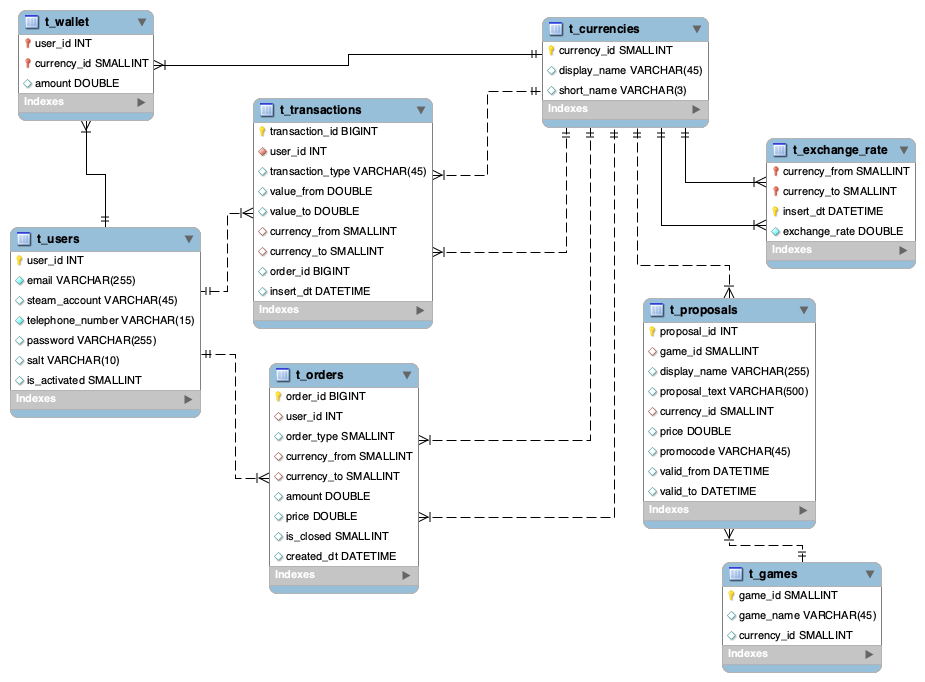 t_wallet
user_id INT
currency_id SMALLINT
amount DOUBLE
Indexes
t_currencies
currency_id SMALLINT
display_name VARCHAR(45)
short_name VARCHAR(3)
Indexes
t_transactions
transaction_id BIGINT
user_id INT
transaction_type VARCHAR(45)
value_from DOUBLE
value_to DOUBLE
currency_from SMALLINT
currency_to SMALLINT
order_id BIGINT
insert_dt DATETIME
Indexes
t_exchange_rate
currency_from SMALLINT
currency_to SMALLINT
insert_dt DATETIME
exchange_rate DOUBLE
Indexes
t_users
user_id INT
email VARCHAR(255)
steam_account VARCHAR(45)
telephone_number VARCHAR(15)
password VARCHAR(255)
salt VARCHAR(10)
is_activated SMALLINT
Indexes
t_proposals
proposal_id INT
game_id SMALLINT
display_name VARCHAR(255)
proposal_text VARCHAR(500)
currency_id SMALLINT
price DOUBLE
promocode VARCHAR(45)
valid_from DATETIME
valid_to DATETIME
Indexes
t_orders
order_id BIGINT
user_id INT
order_type SMALLINT
currency_from SMALLINT
currency_to SMALLINT
amount DOUBLE
price DOUBLE
is_closed SMALLINT
created_dt DATETIME
Indexes
t_games
game_id SMALLINT
game_name VARCHAR(45)
currency_id SMALLINT
Indexes